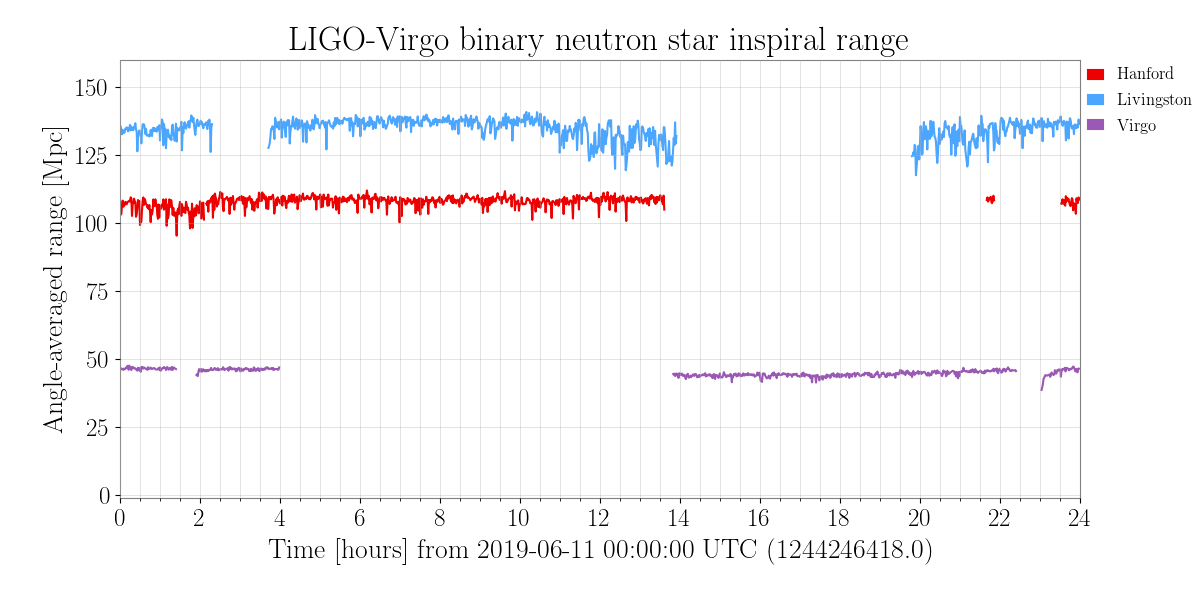 LIGO-Virgo binary neutron star inspiral range
Hanford
Livingston
Virgo
Angle-averaged range [Mpc]
150
125
100
75
50
25
0
0 2 4 6 8 10 12 14 16 18 20 22 24
Time [hours] from 2019-06-11 00:00:00 UTC (1244246418.0)